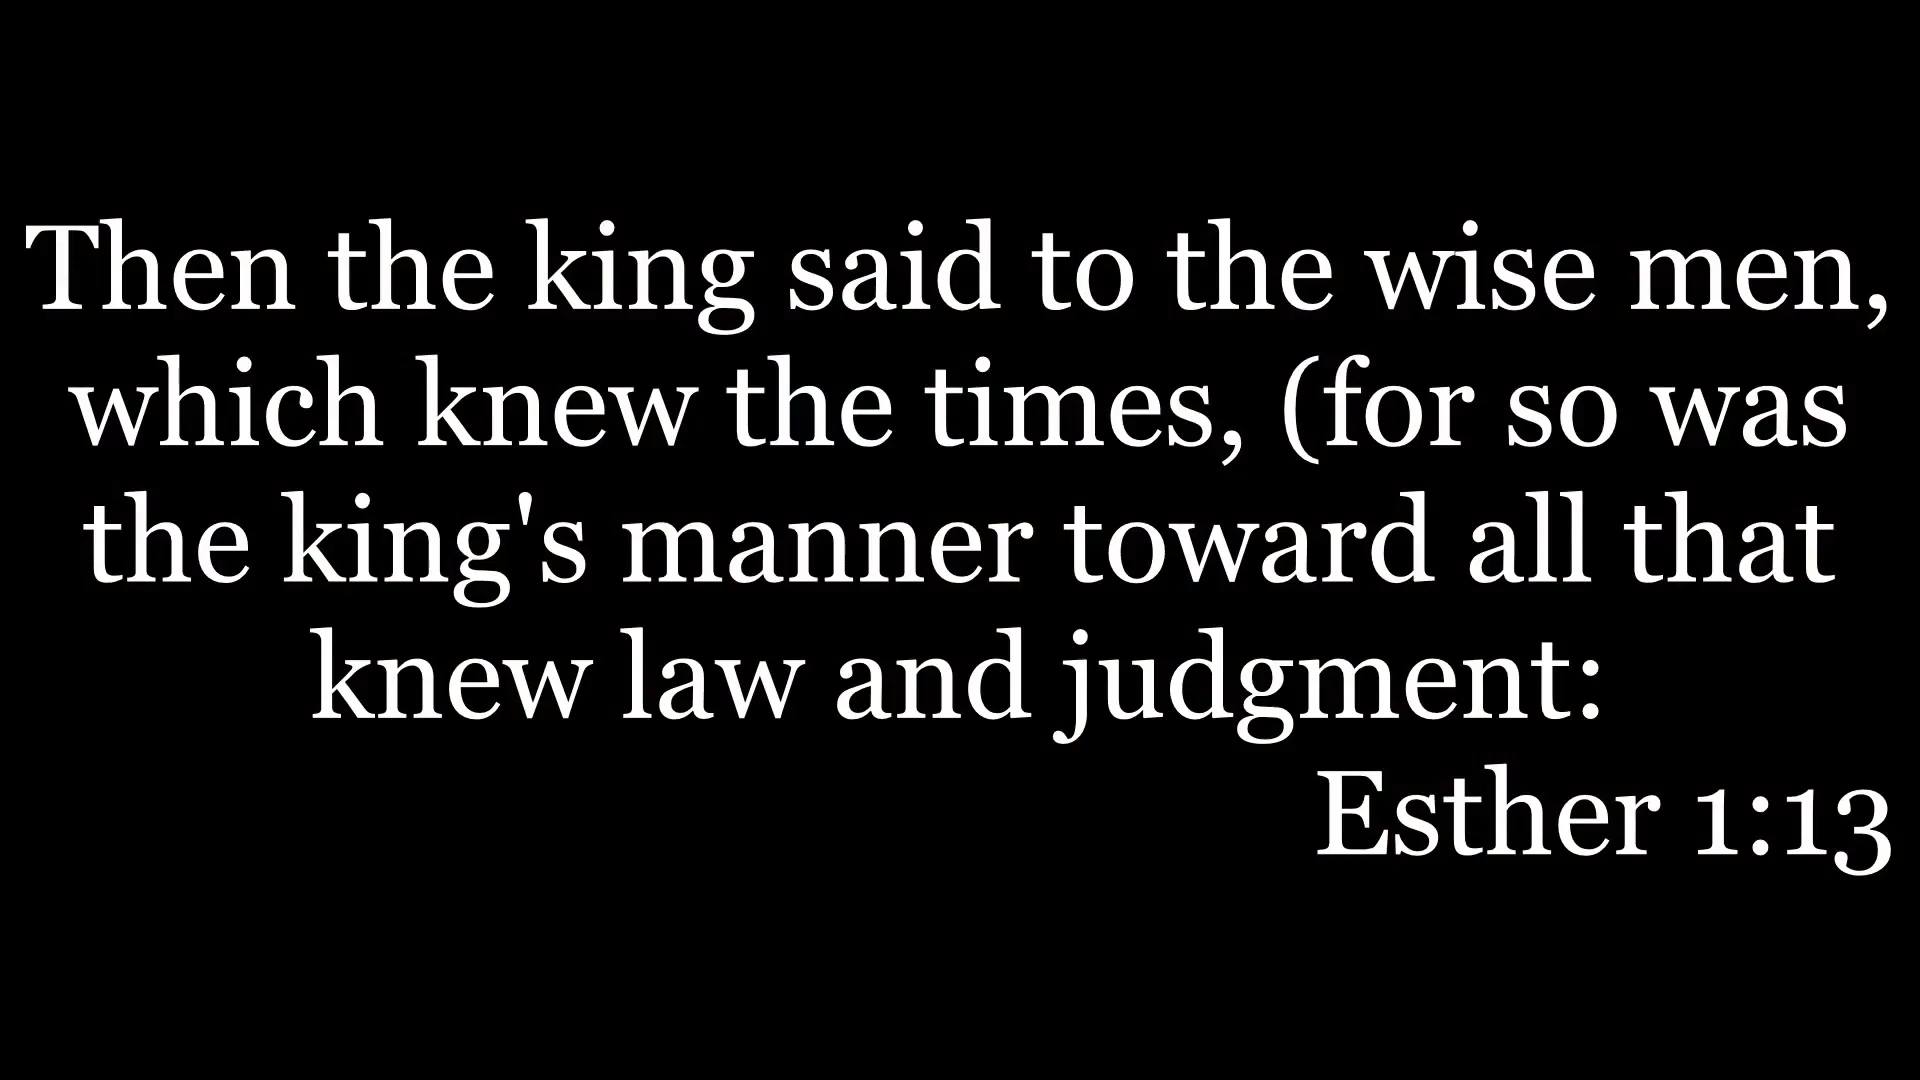 Then the king said to the wise men,
which knew the times, (for so was
the king's manner toward all that
knew law and judgment:
Esther 1:13